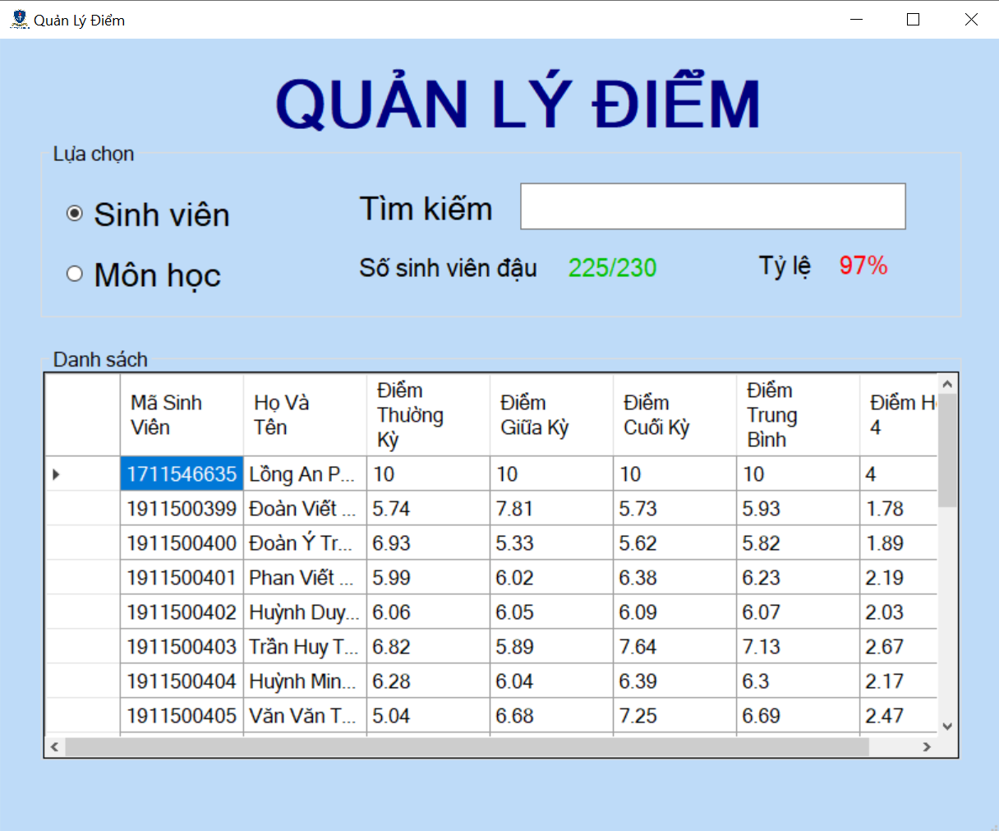 Quản Lý Điểm
QUẢN LÝ ĐIỂM
Lựa chọn
Sinh viên
Tìm kiếm
Môn học
Số sinh viên đậu 225/230 Tỷ lệ 97%
Danh sách
Mã Sinh Viên Họ Và Tên Điểm Thường Kỳ Điểm Giữa Kỳ Điểm Cuối Kỳ Điểm Trung Bình Điểm H 4
1711546635 Lồng An P... 10 10 10 10 4
1911500399 Đoàn Viết ... 5.74 7.81 5.73 5.93 1.78
1911500400 Đoàn Ý Tr... 6.93 5.33 5.62 5.82 1.89
1911500401 Phan Viết ... 5.99 6.02 6.38 6.23 2.19
1911500402 Huỳnh Duy... 6.06 6.05 6.09 6.07 2.03
1911500403 Trần Huy T... 6.82 5.89 7.64 7.13 2.67
1911500404 Huỳnh Min... 6.28 6.04 6.39 6.3 2.17
1911500405 Văn Văn T... 5.04 6.68 7.25 6.69 2.47